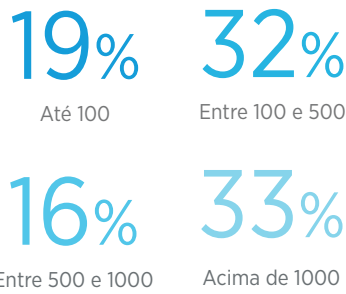 19%
32%
Até 100
Entre 100 e 500
16%
33%
Entre 500 e 1000
Acima de 1000